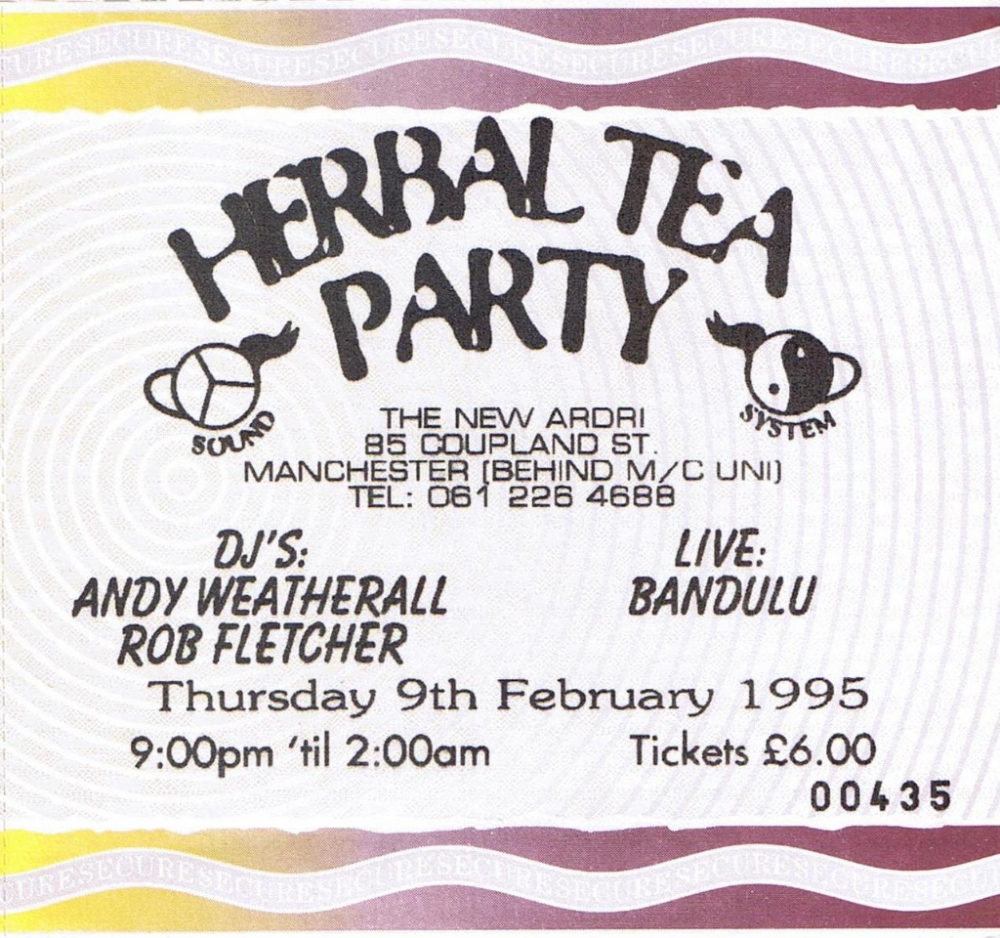 SECURESECURESECURESECURESECURESECURE
HERBAL TEA
PARTY
SOUND
SYSTEM
THE NEW ARDRI
85 COUPLAND ST.
MANCHESTER (BEHIND M/C UNI)
TEL: 061 226 4688
DJ'S:
ANDY WEATHERALL
ROB FLETCHER
LIVE:
BANDULU
Thursday 9th February 1995
9:00pm 'til 2:00am
Tickets £6.00
00435
SECURESECURESECURESECURESECURESECURE